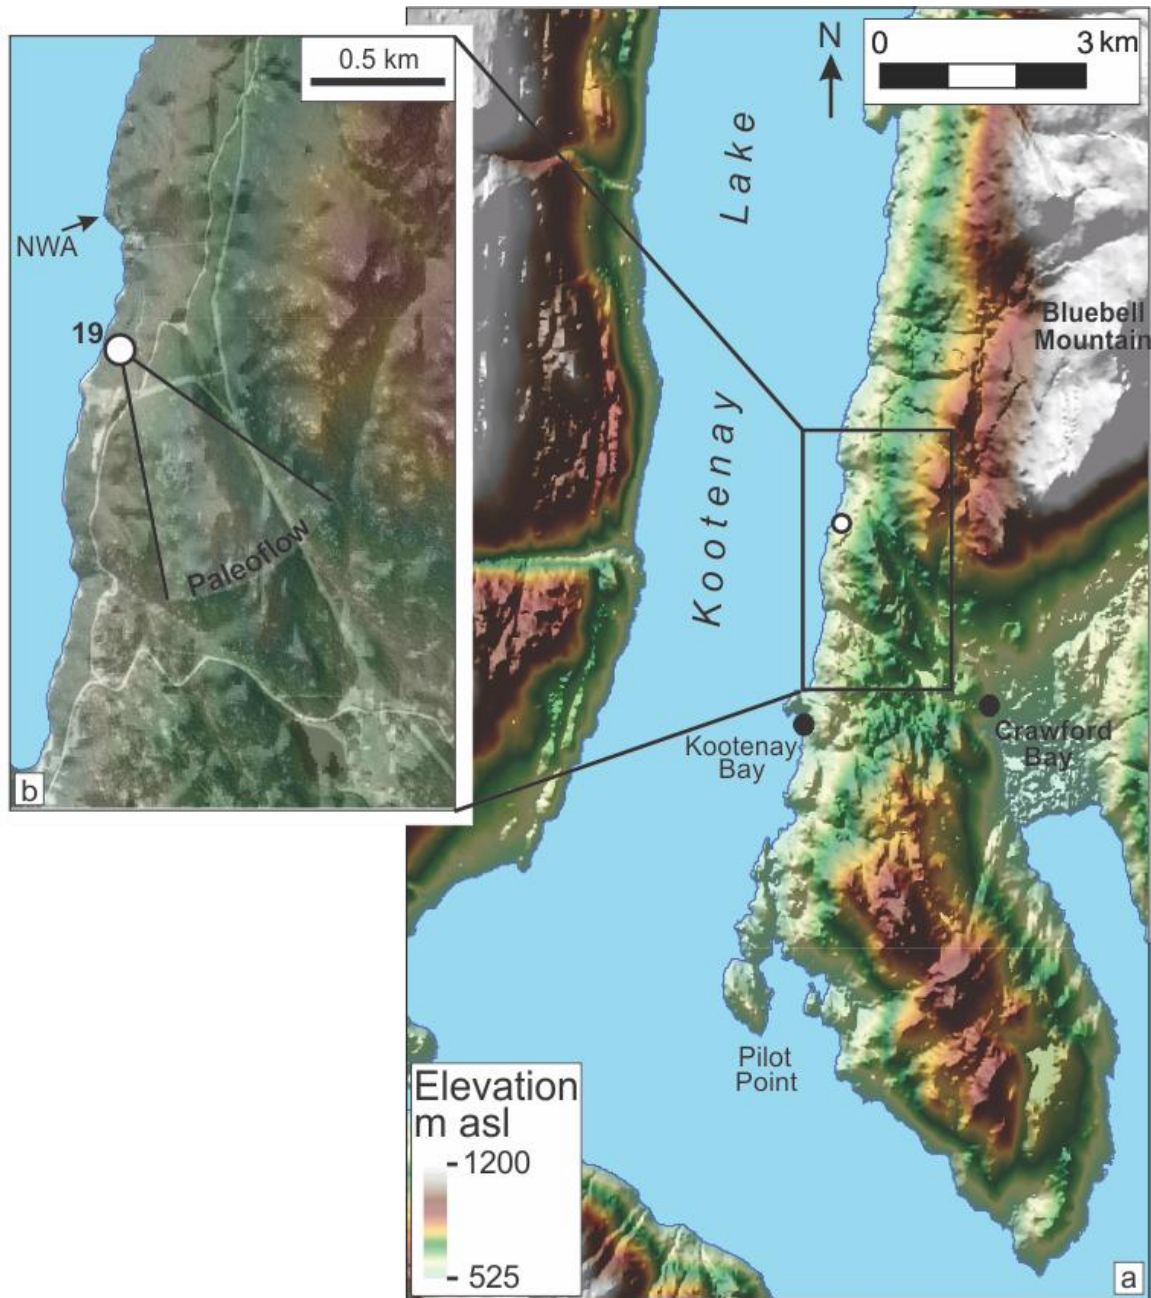 0.5 km
NWA
19
Paleoflow
b
N
0 3 km
Lake
Kootenay
Bluebell
Mountain
Kootenay
Bay
Crawford
Bay
Pilot
Point
Elevation
m asl
1200
525
a